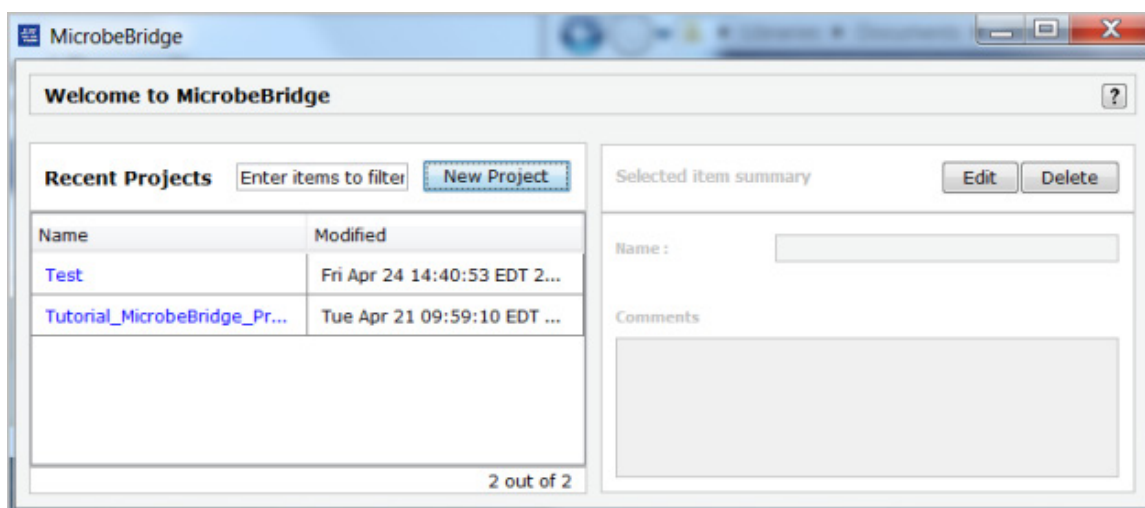 MicrobeBridge
Welcome to MicrobeBridge
?
Recent Projects Enter items to filter New Project
Name Modified
Test Fri Apr 24 14:40:53 EDT 2...
Tutorial_MicrobeBridge_Pr... Tue Apr 21 09:59:10 EDT ...
2 out of 2
Selected item summary Edit Delete
Name :
Comments